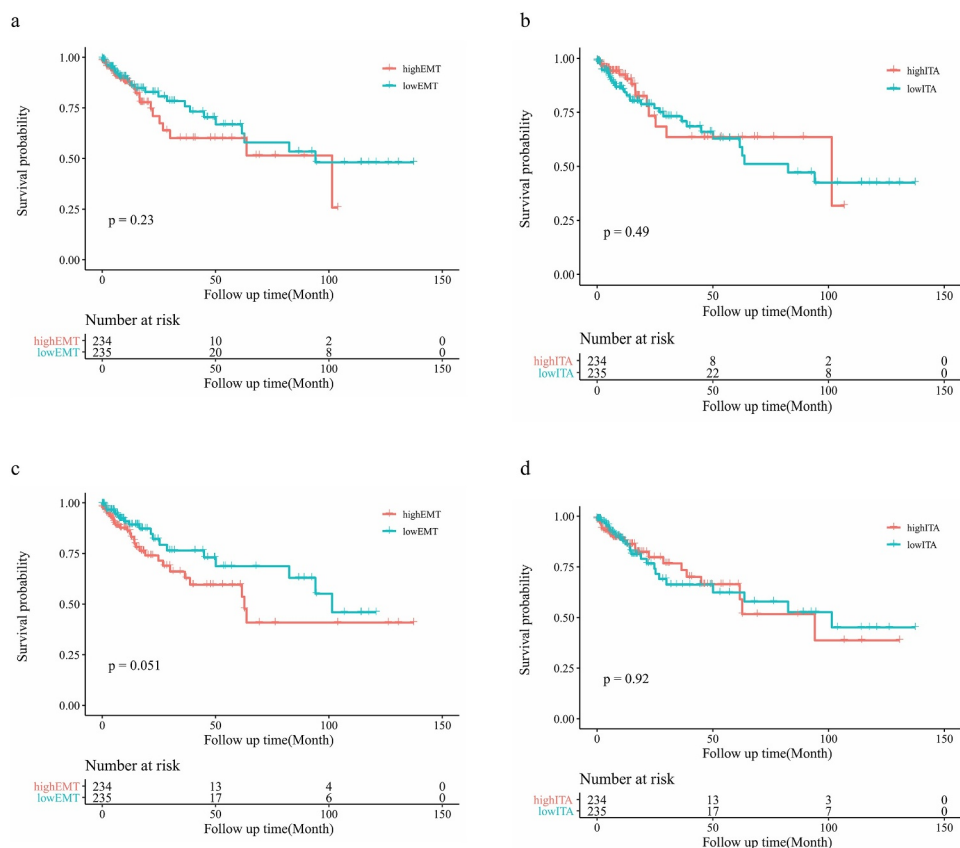 a
1.00
0.75
0.50
0.25
0.00
Survival probability
highEMT
lowEMT
p = 0.23
0 50 100 150
Follow up time(Month)
Number at risk
highEMT 234 10 2 0
lowEMT 235 20 8 0
0 50 100 150
Follow up time(Month)
b
1.00
0.75
0.50
0.25
0.00
Survival probability
highITA
lowITA
p = 0.49
0 50 100 150
Follow up time(Month)
Number at risk
highITA 234 8 2 0
lowITA 235 22 8 0
0 50 100 150
Follow up time(Month)
c
1.00
0.75
0.50
0.25
0.00
Survival probability
highEMT
lowEMT
p = 0.051
0 50 100 150
Follow up time(Month)
Number at risk
highEMT 234 13 4 0
lowEMT 235 17 6 0
0 50 100 150
Follow up time(Month)
d
1.00
0.75
0.50
0.25
0.00
Survival probability
highITA
lowITA
p = 0.92
0 50 100 150
Follow up time(Month)
Number at risk
highITA 234 13 3 0
lowITA 235 17 7 0
0 50 100 150
Follow up time(Month)